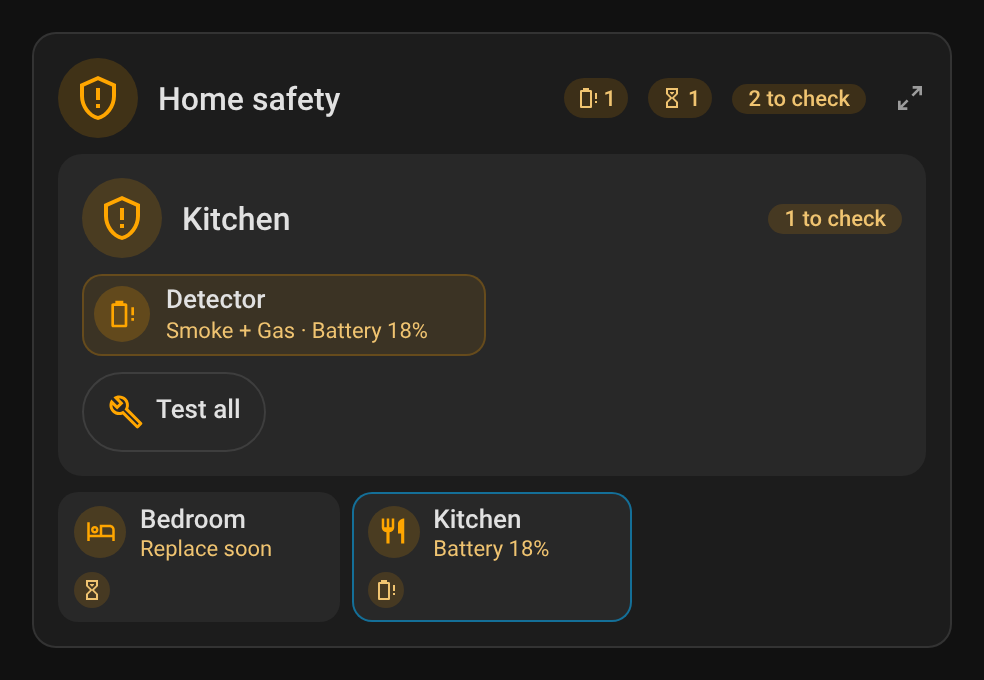 Home safety
1
1
2 to check
Kitchen
1 to check
Detector
Smoke + Gas · Battery 18%
Test all
Bedroom
Replace soon
Kitchen
Battery 18%